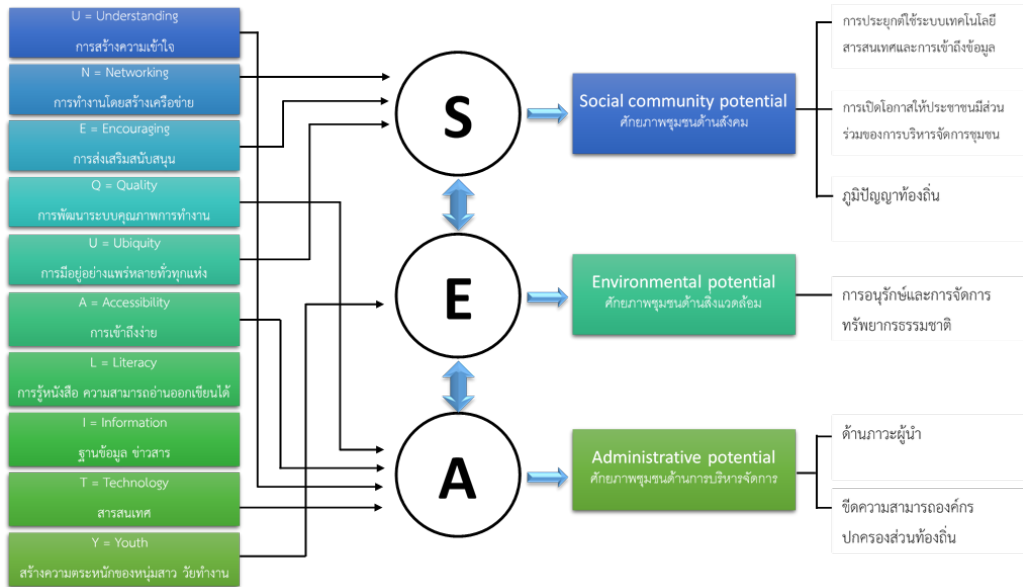 U = Understanding
การสร้างความเข้าใจ
N = Networking
การทำงานโดยสร้างเครือข่าย
E = Encouraging
การส่งเสริมสนับสนุน
Q = Quality
การพัฒนาระบบคุณภาพการทำงาน
U = Ubiquity
การมีอยู่อย่างแพร่หลายทั่วทุกแห่ง
A = Accessibility
การเข้าถึงง่าย
L = Literacy
การรู้หนังสือ ความสามารถอ่านออกเขียนได้
I = Information
ฐานข้อมูล ข่าวสาร
T = Technology
สารสนเทศ
Y = Youth
สร้างความตระหนักของหนุ่มสาว วัยทำงาน
S
E
A
Social community potential
ศักยภาพชุมชนด้านสังคม
Environmental potential
ศักยภาพชุมชนด้านสิ่งแวดล้อม
Administrative potential
ศักยภาพชุมชนด้านการบริหารจัดการ
การประยุกต์ใช้ระบบเทคโนโลยี
สารสนเทศและการเข้าถึงข้อมูล
การเปิดโอกาสให้ประชาชนมีส่วน
ร่วมของการบริหารจัดการชุมชน
ภูมิปัญญาท้องถิ่น
การอนุรักษ์และการจัดการ
ทรัพยากรธรรมชาติ
ด้านภาวะผู้นำ
ขีดความสามารถองค์กร
ปกครองส่วนท้องถิ่น